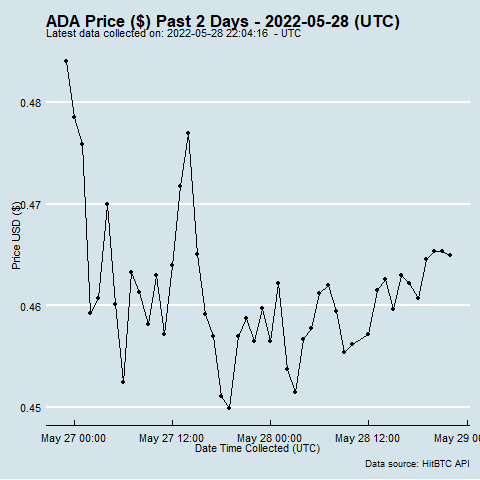 ADA Price ($) Past 2 Days - 2022-05-28 (UTC)
Latest data collected on: 2022-05-28 22:04:16 - UTC
0.48
0.47
0.46
0.45
Price USD ($)
May 27 00:00
May 27 12:00
May 28 00:00
May 28 12:00
May 29 00
Date Time Collected (UTC)
Data source: HitBTC API